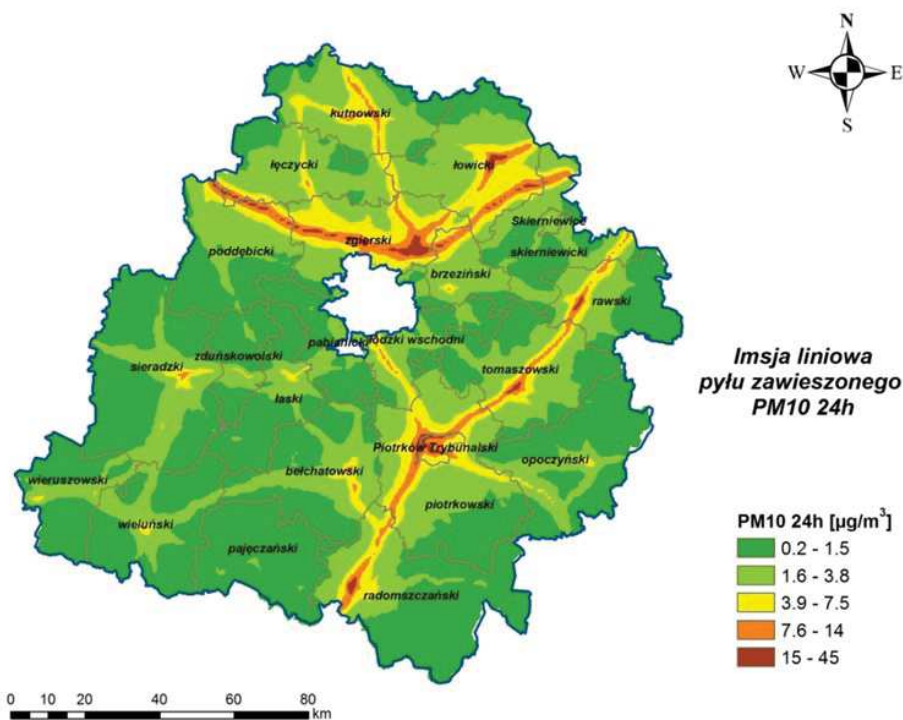 N
W E
S
kutnowski
łęczycki
łowicki
Skierniewice
zgierski
poddębicki
skierniewicki
brzeziński
rawski
pabianicki
łódzki wschodni
zduńskowolski
sieradzki
tomaszowski
łaski
Imsja liniowa
pyłu zawieszonego
PM10 24h
Piotrków Trybunalski
opoczyński
bełchatowski
wieruszowski
piotrkowski
wieluński
pajęczański
radomszczański
PM10 24h [µg/m³]
0.2 - 1.5
1.6 - 3.8
3.9 - 7.5
7.6 - 14
15 - 45
0 10 20 40 60 80
km